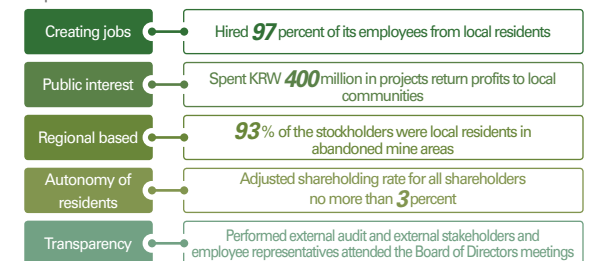 Creating jobs
Hired 97 percent of its employees from local residents
Public interest
Spent KRW 400 million in projects return profits to local
communities
Regional based
93 % of the stockholders were local residents in
abandoned mine areas
Autonomy of
residents
Adjusted shareholding rate for all shareholders
no more than 3 percent
Transparency
Performed external audit and external stakeholders and
employee representatives attended the Board of Directors meetings